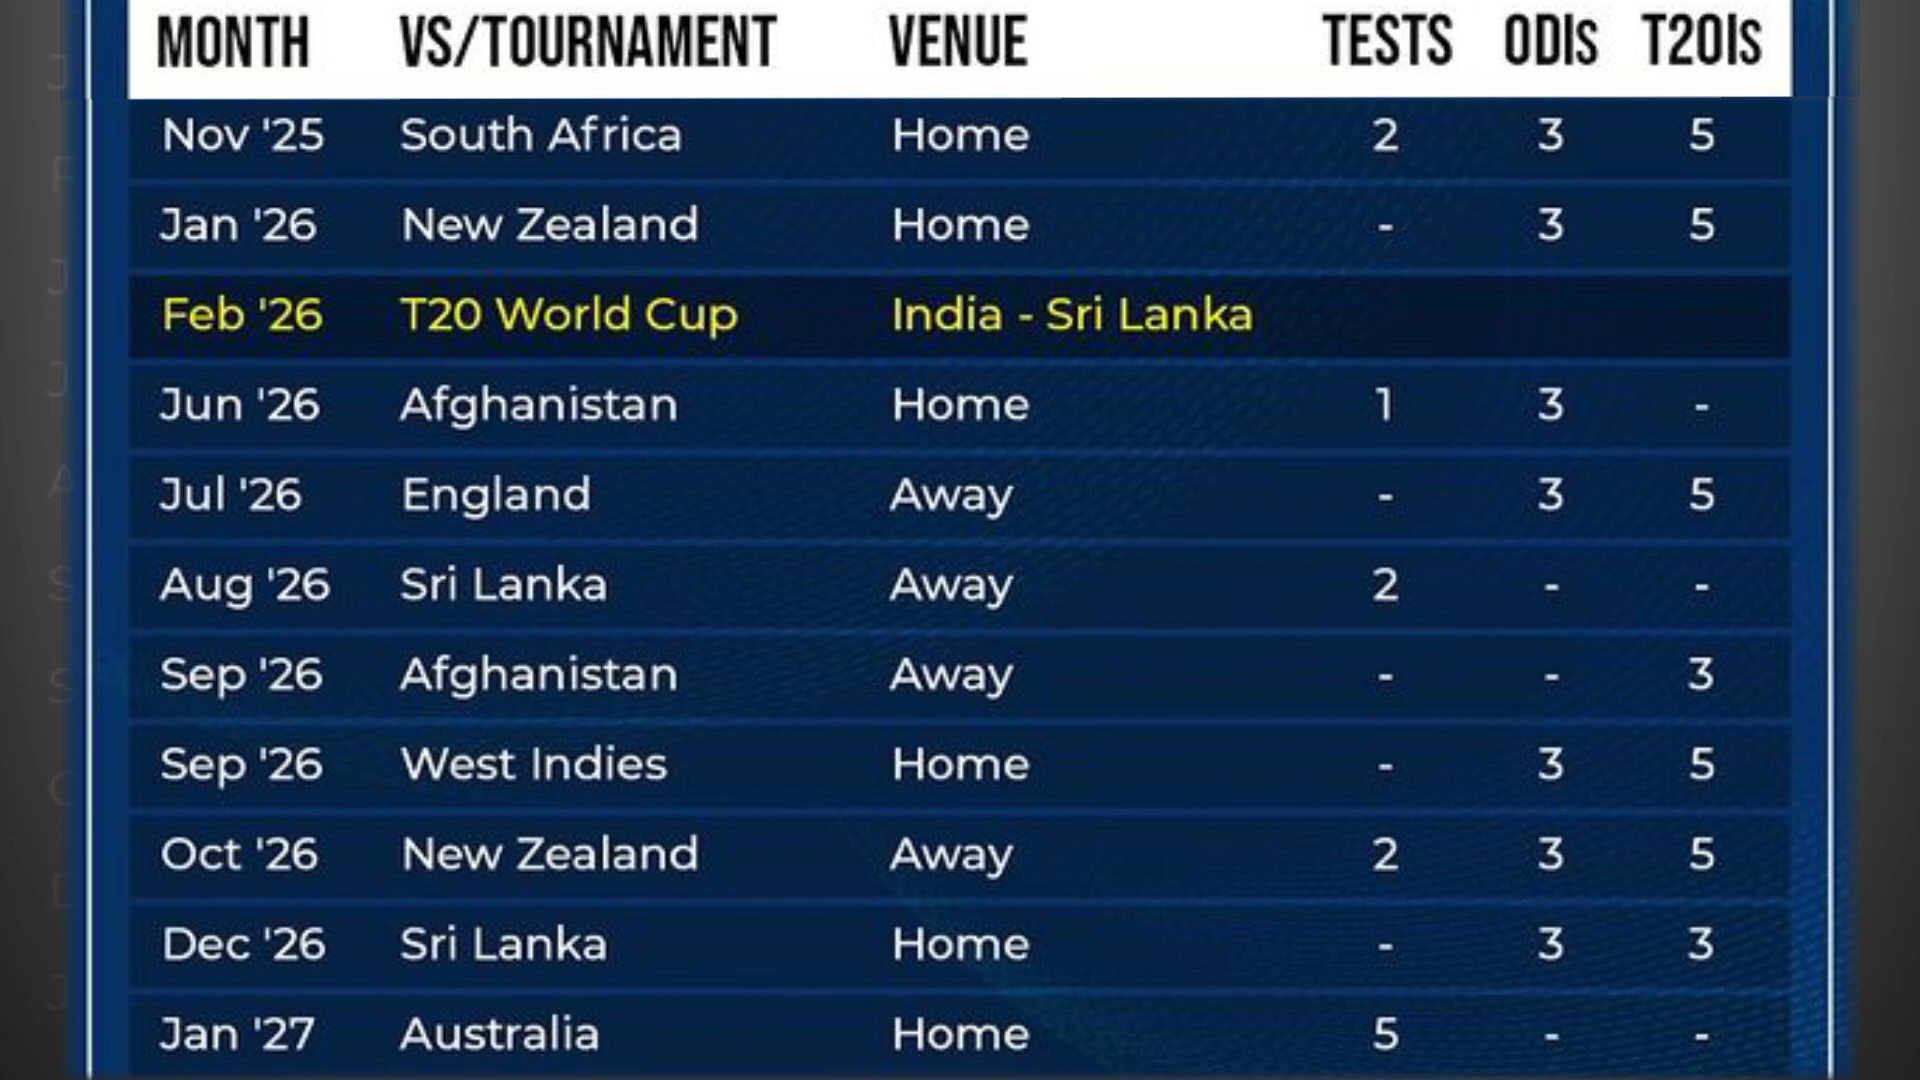 MONTH VS/TOURNAMENT VENUE TESTS ODIs T20Is
Nov '25 South Africa Home 2 3 5
Jan '26 New Zealand Home - 3 5
Feb '26 T20 World Cup India - Sri Lanka
Jun '26 Afghanistan Home 1 3 -
Jul '26 England Away - 3 5
Aug '26 Sri Lanka Away 2 - -
Sep '26 Afghanistan Away - - 3
Sep '26 West Indies Home - 3 5
Oct '26 New Zealand Away 2 3 5
Dec '26 Sri Lanka Home - 3 3
Jan '27 Australia Home 5 - -